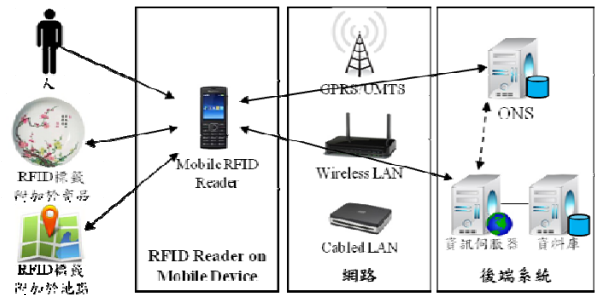 人
RFID標籤
附加於商品
RFID標籤
附加於地點
Mobile RFID
Reader
RFID Reader on
Mobile Device
GPRS/UMTS
Wireless LAN
Cabled LAN
網路
ONS
資訊伺服器
資料庫
後端系統